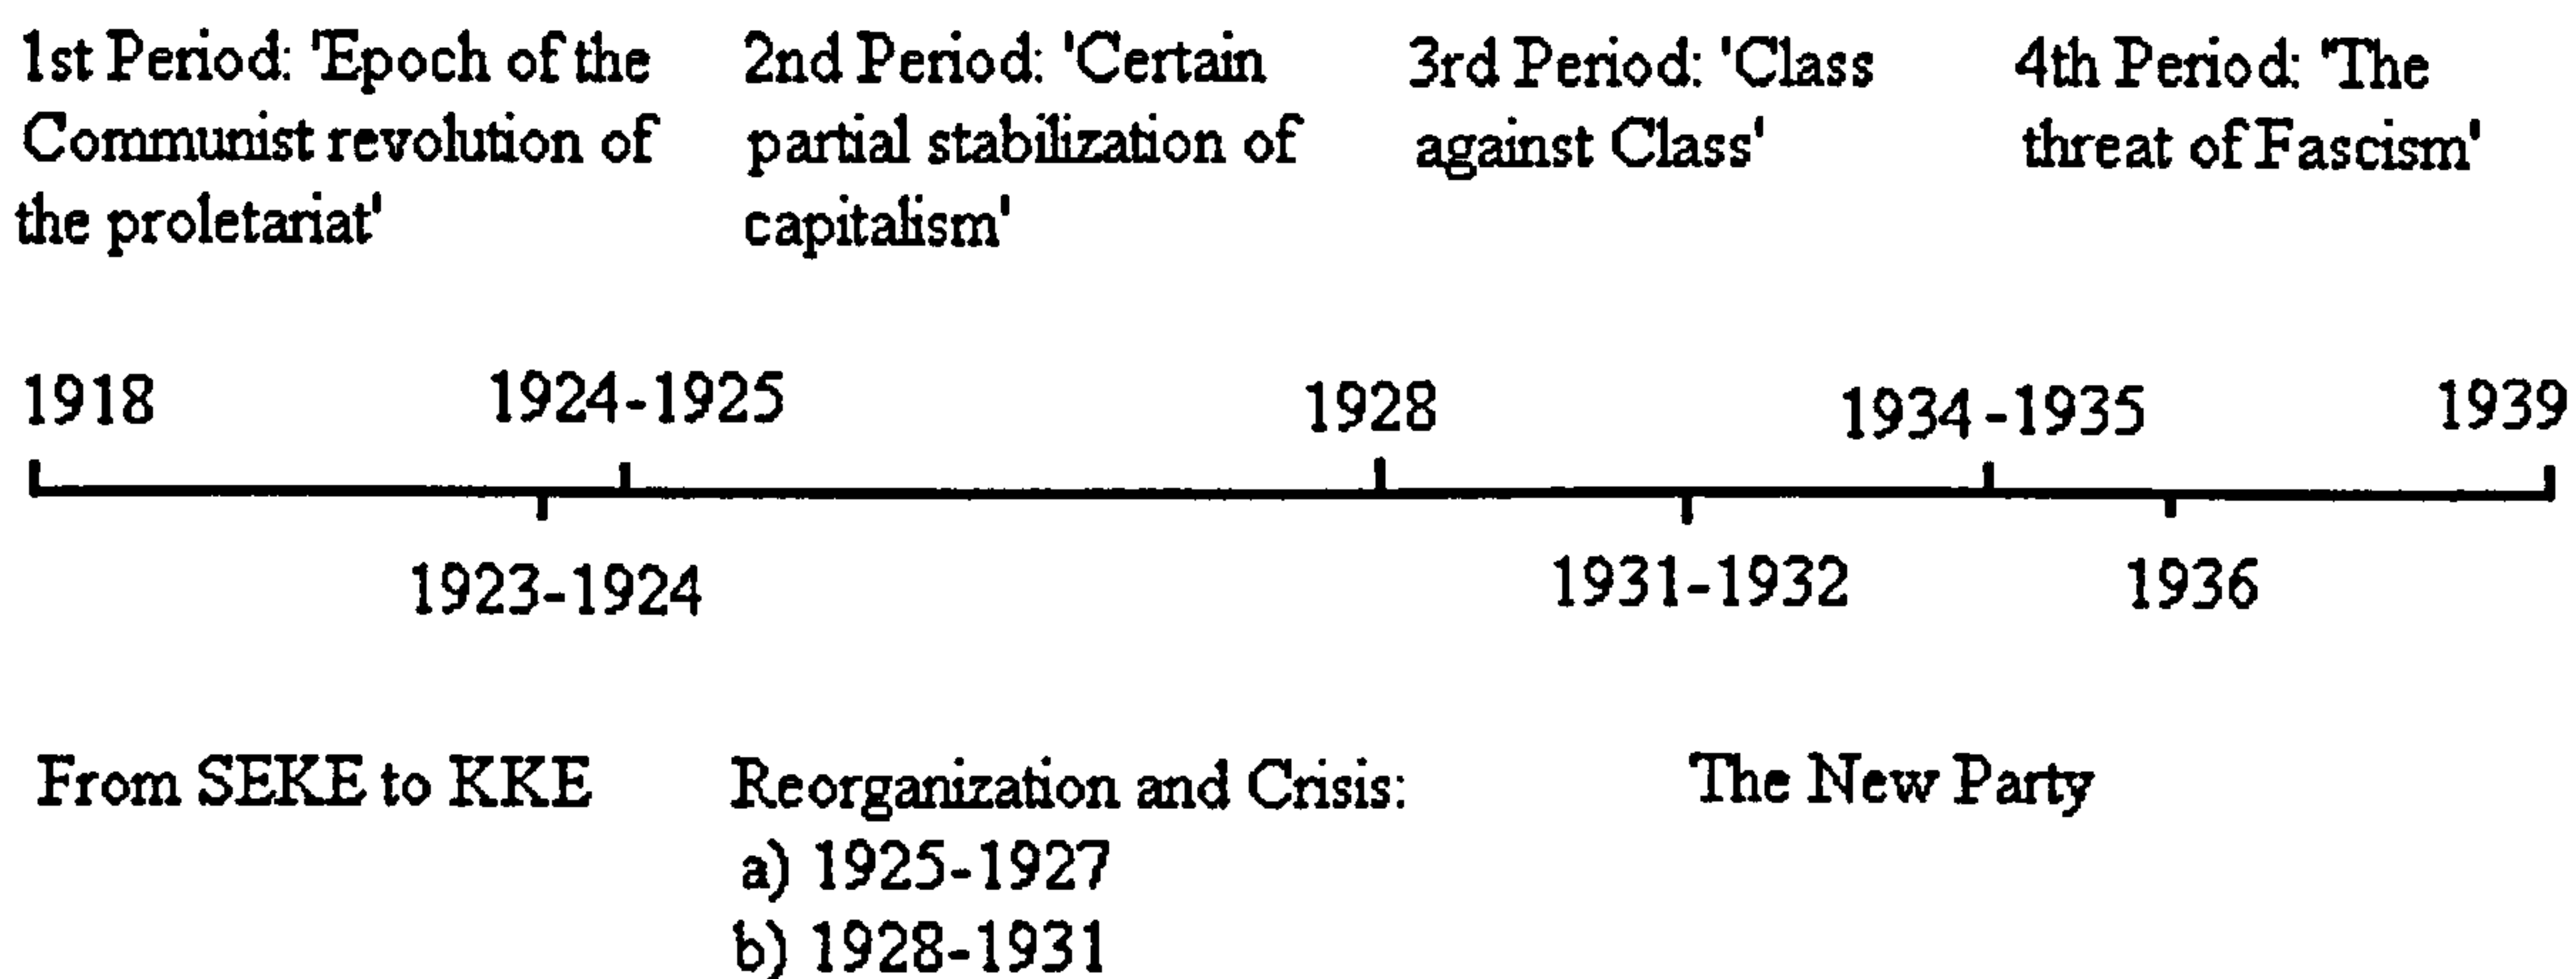 1st Period: 'Epoch of the
Communist revolution of
the proletariat'
2nd Period: 'Certain
partial stabilization of
capitalism'
3rd Period: 'Class
against Class'
4th Period: 'The
threat of Fascism'
1918
1924-1925
1928
1934-1935
1939
1923-1924
1931-1932
1936
From SEKE to KKE
Reorganization and Crisis:
a) 1925-1927
b) 1928-1931
The New Party